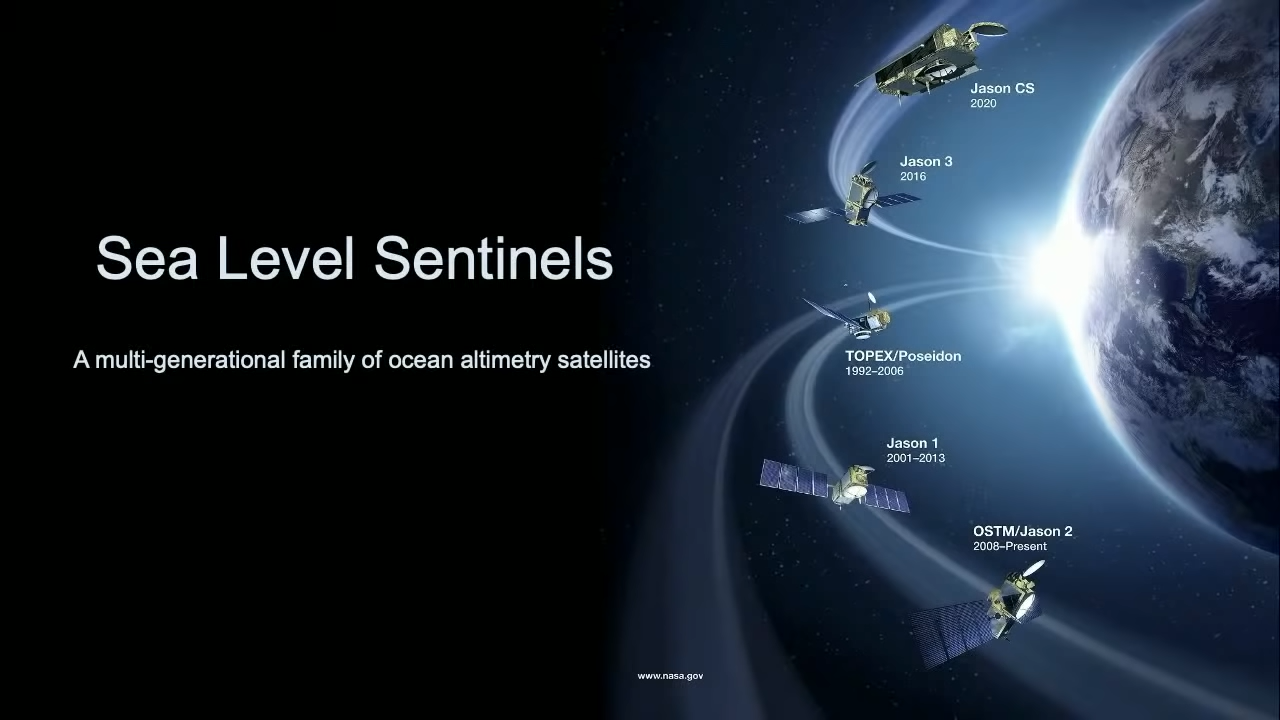 Sea Level Sentinels
A multi-generational family of ocean altimetry satellites
Jason CS
2020
Jason 3
2016
TOPEX/Poseidon
1992–2006
Jason 1
2001–2013
OSTM/Jason 2
2008–Present
www.nasa.gov